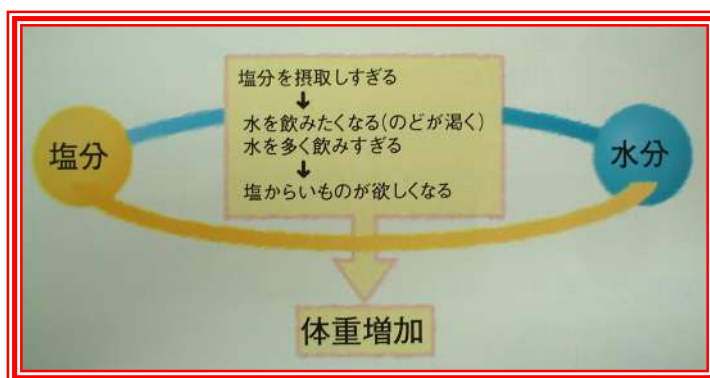 塩分を摂取しすぎる
↓
水を飲みたくなる(のどが渇く)
水を多く飲みすぎる
↓
塩からいものが欲しくなる
塩分
水分
体重増加